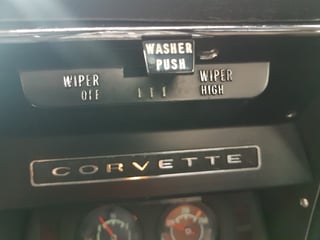 WASHER
PUSH
WIPER
OFF
WIPER
HIGH
CORVETTE